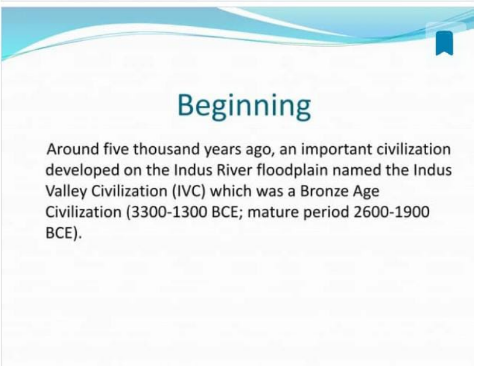 Beginning
Around five thousand years ago, an important civilization
developed on the Indus River floodplain named the Indus
Valley Civilization (IVC) which was a Bronze Age
Civilization (3300-1300 BCE; mature period 2600-1900
BCE).